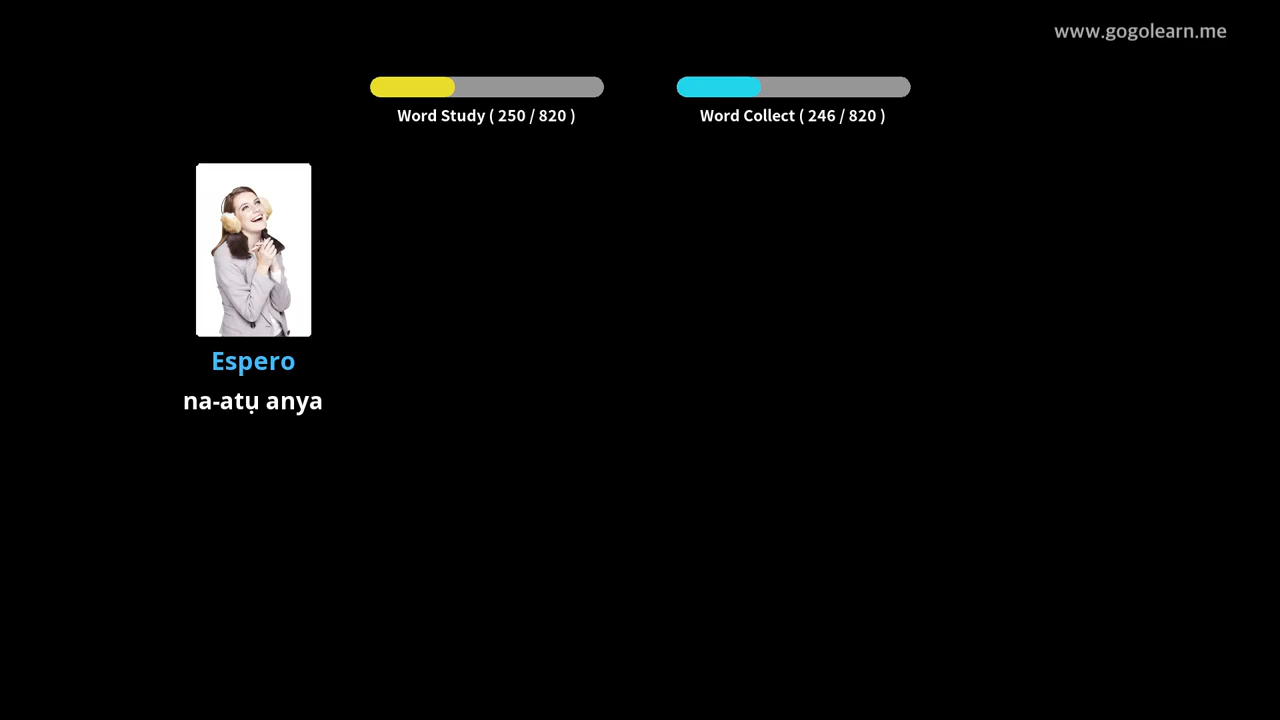 www.gogolearn.me
Word Study ( 250 / 820 )
Word Collect ( 246 / 820 )
Espero
na-atụ anya